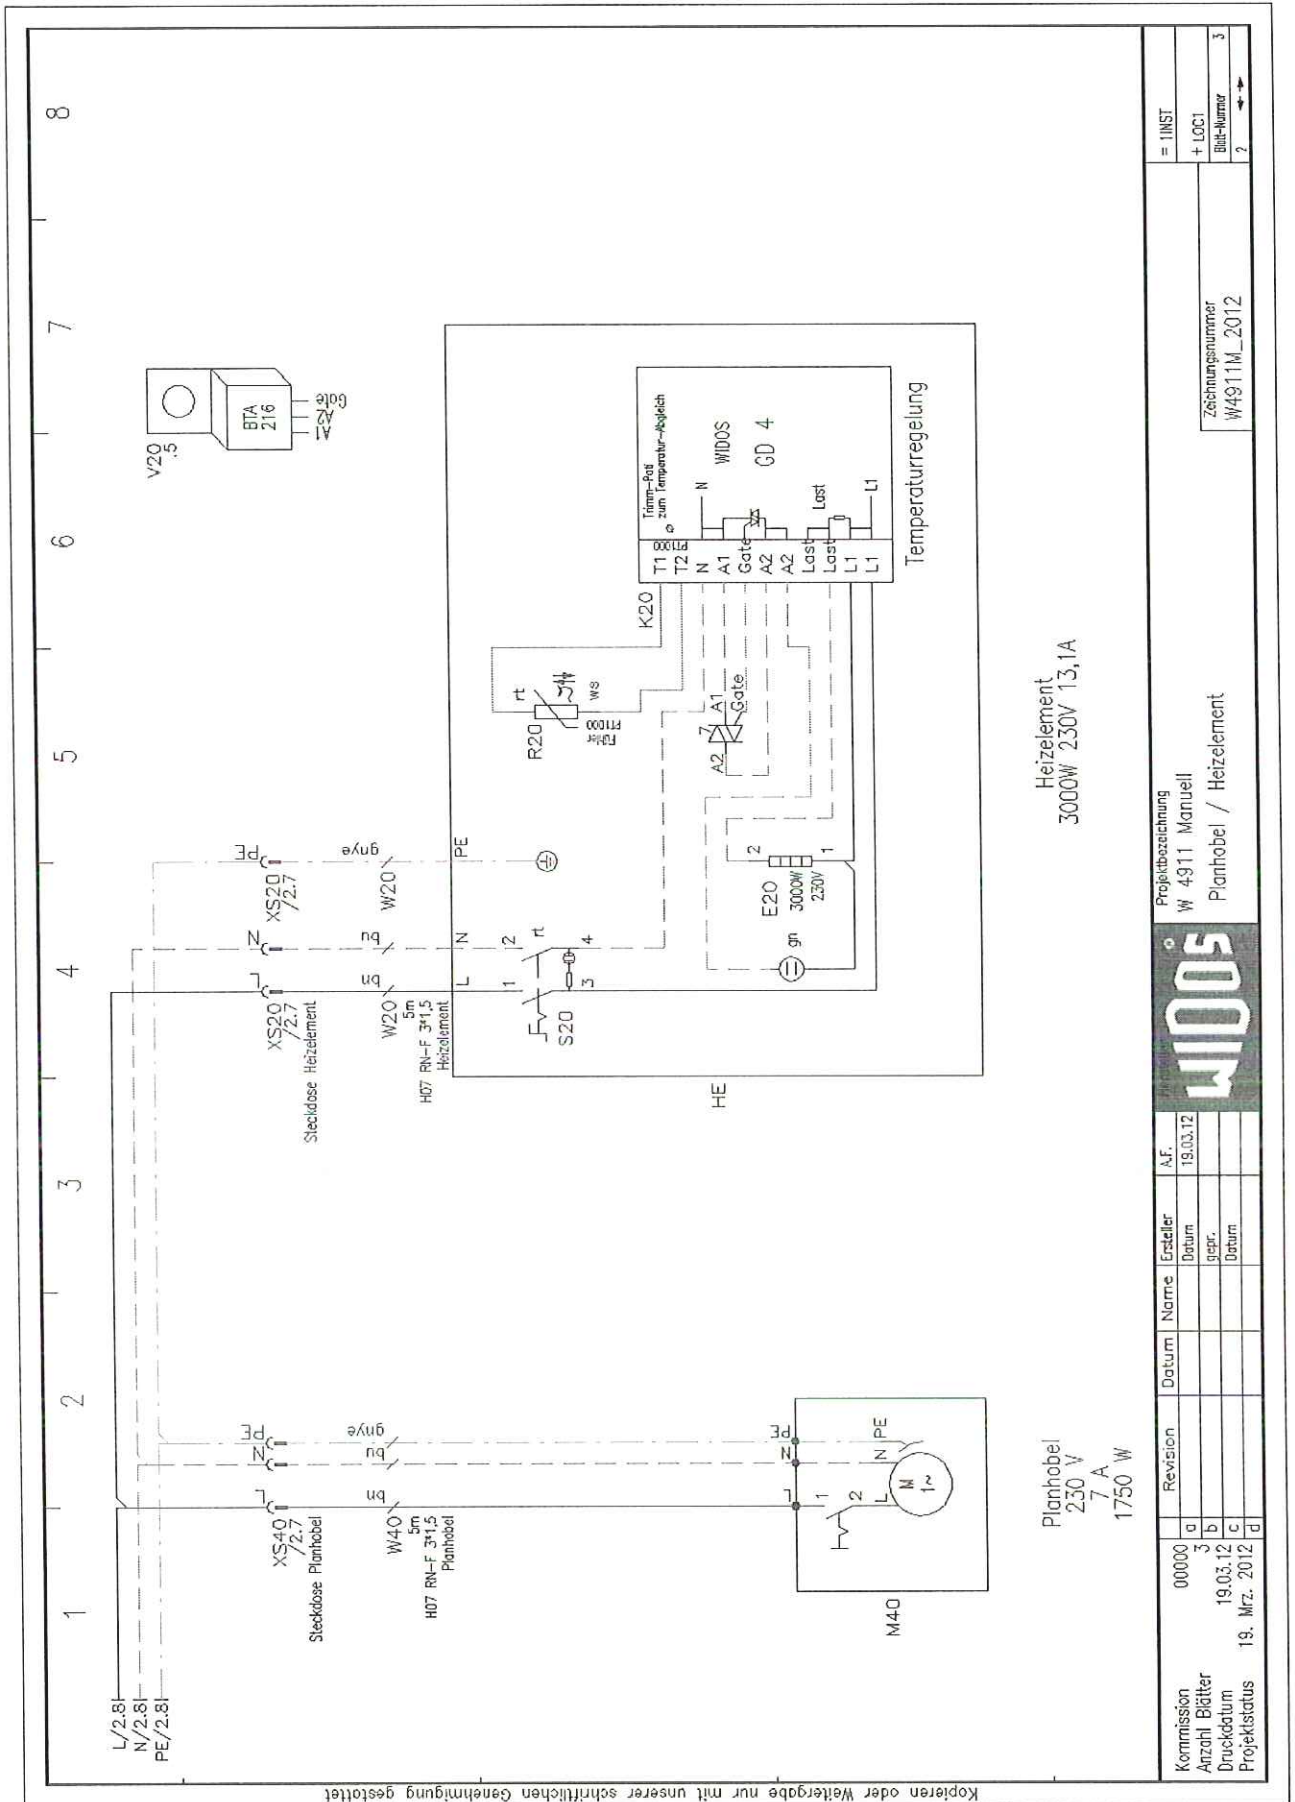 1
2
3
4
5
6
7
8
L/2.8
N/2.8
PE/2.8
L
N
PE
XS40
/2.7
Steckdose Planhobel
bn
bu
gnye
W40
5m
H07 RN-F 3*1,5
Planhobel
L
N
PE
1
2
L
N
PE
M
1~
M40
Planhobel
230 V
7 A
1750 W
L
N
PE
XS20
/2.7
XS20
/2.7
Steckdose Heizelement
bn
bu
gnye
W20
W20
5m
H07 RN-F 3*1,5
Heizelement
L
N
PE
1
2
rt
3
4
S20
HE
gn
E20
3000W
230V
2
1
R20
rt
ws
Fühler
PT1000
A2
A1
Gate
K20
T1
T2
PT1000
N
A1
Gate
A2
A2
Last
Last
L1
L1
Trimm-Poti
zum Temperatur-Abgleich
N
WIDOS
GD 4
Last
L1
Temperaturregelung
Heizelement
3000W 230V 13,1A
V20
.5
BTA
216
A1
A2
Gate
Kopieren oder Weitergabe nur mit unserer schriftlichen Genehmigung gestattet
Kommission 00000
Anzahl Blätter 3
Druckdatum 19.03.12
Projektstatus 19. Mrz. 2012
a
b
c
d
Revision
Datum
Name
Ersteller A.F.
Datum 19.03.12
gepr.
Datum
WIDOS
Projektbezeichnung
W 4911 Manuell
Planhobel / Heizelement
Zeichnungsnummer
W4911M_2012
= 1INST
+ LOC1
Blatt-Nummer 3
2